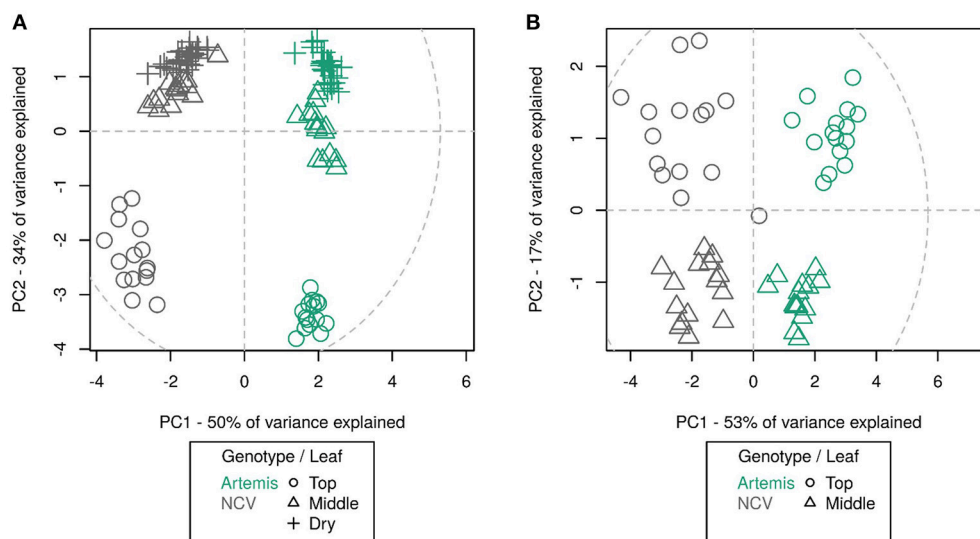 A
PC2 - 34% of variance explained
1
0
-1
-2
-3
-4
-4 -2 0 2 4 6
PC1 - 50% of variance explained
Genotype / Leaf
Artemis Top
NCV Middle
Dry
B
PC2 - 17% of variance explained
2
1
0
-1
-4 -2 0 2 4 6
PC1 - 53% of variance explained
Genotype / Leaf
Artemis Top
NCV Middle